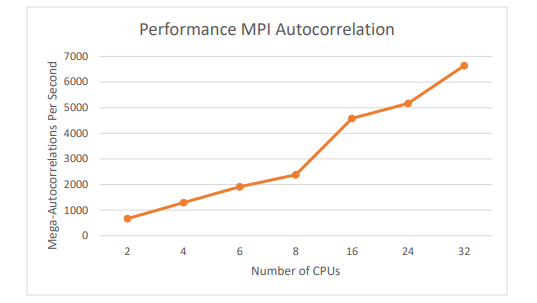 Performance MPI Autocorrelation
Mega-Autocorrelations Per Second
7000
6000
5000
4000
3000
2000
1000
0
2 4 6 8 16 24 32
Number of CPUs